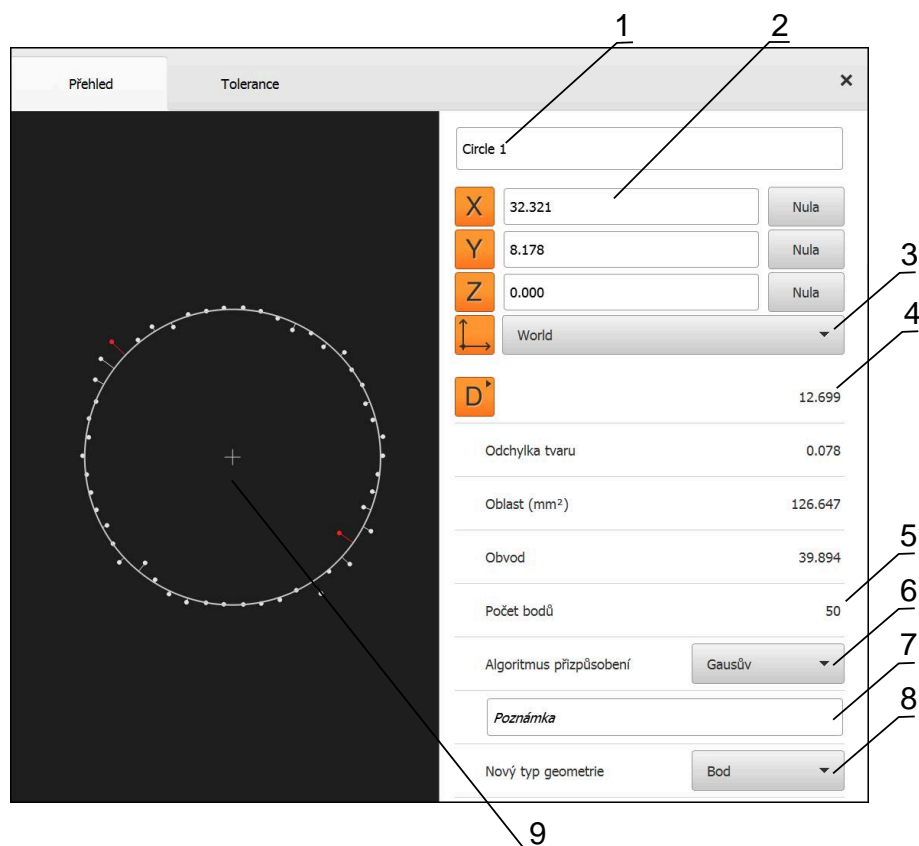 1 2
Přehled Tolerance ×
Circle 1
X 32.321 Nula
3
Y 8.178 Nula
Z 0.000 Nula
4
World
D 12.699
Odchylka tvaru 0.078
Oblast (mm²) 126.647
5
Obvod 39.894
6
Počet bodů 50
7
Algoritmus přizpůsobení Gausův
8
Poznámka
Nový typ geometrie Bod
9